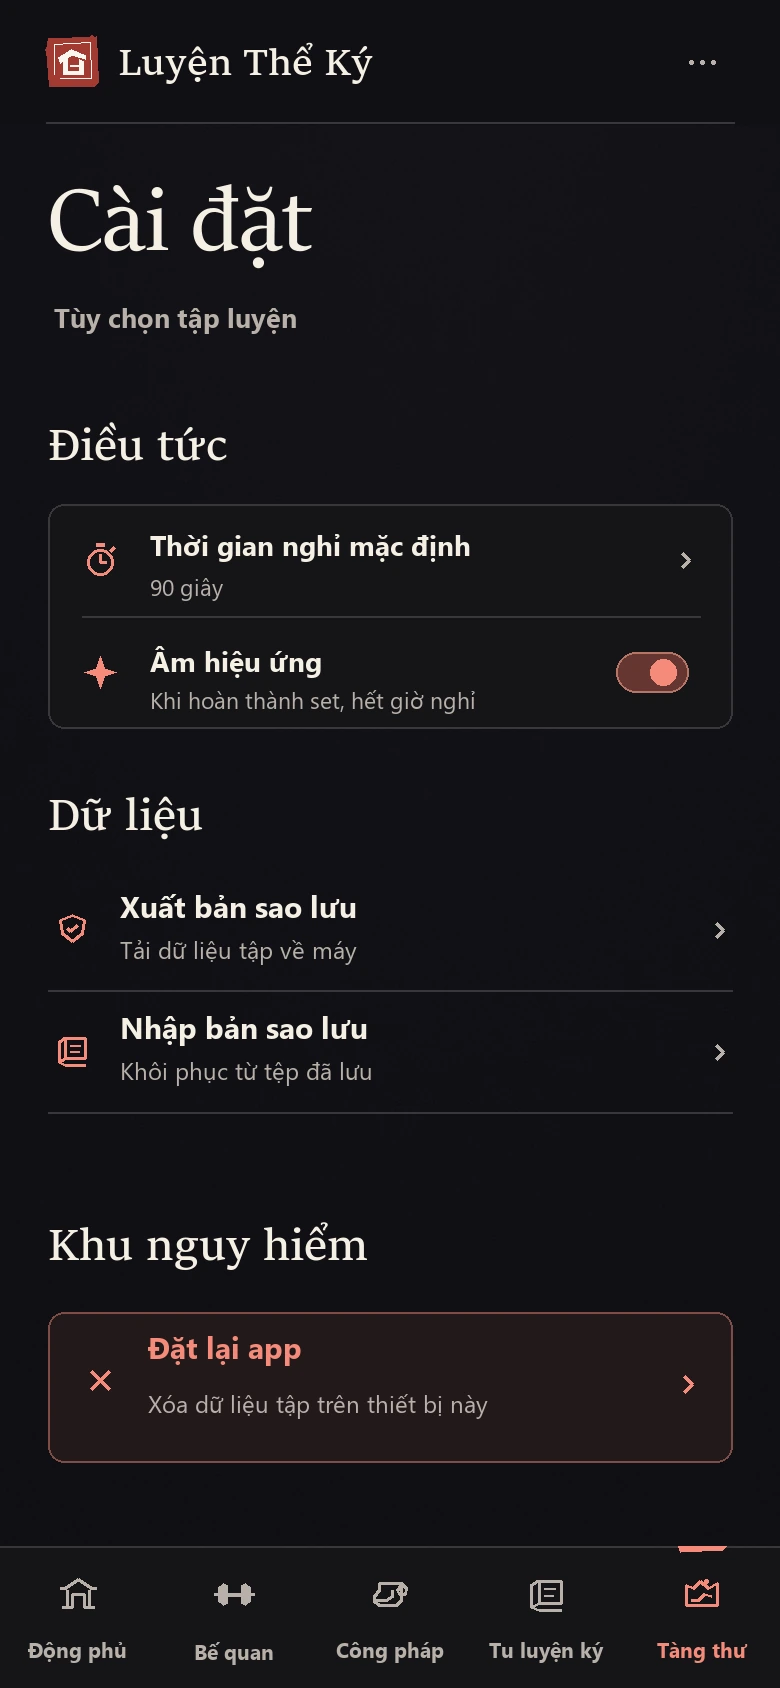 Luyện Thể Ký
Cài đặt
Tùy chọn tập luyện
Điều tức
Thời gian nghỉ mặc định
90 giây
Âm hiệu ứng
Khi hoàn thành set, hết giờ nghỉ
Dữ liệu
Xuất bản sao lưu
Tải dữ liệu tập về máy
Nhập bản sao lưu
Khôi phục từ tệp đã lưu
Khu nguy hiểm
Đặt lại app
Xóa dữ liệu tập trên thiết bị này
Động phủ
Bế quan
Công pháp
Tu luyện ký
Tàng thư